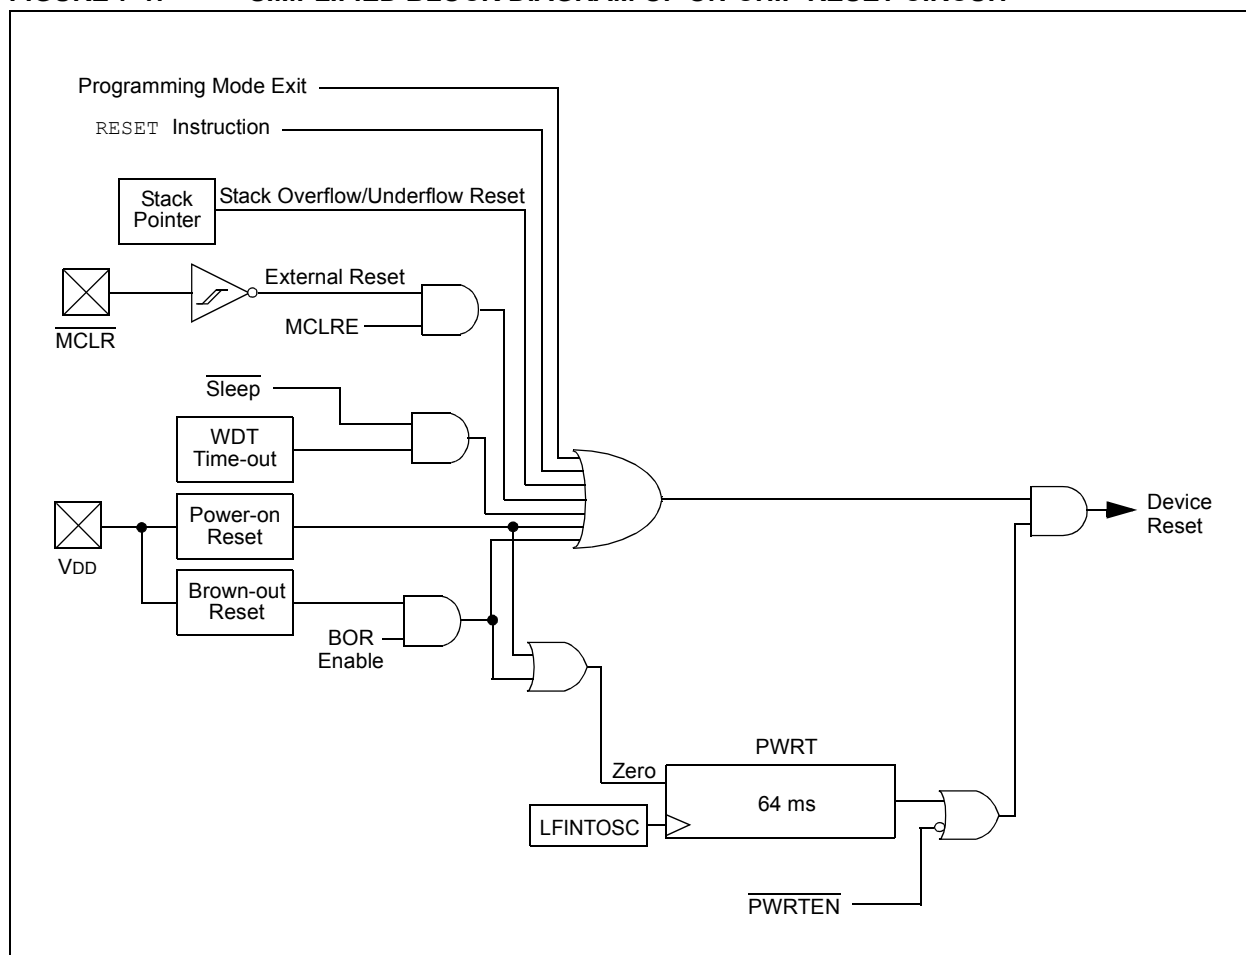 Programming Mode Exit
RESET Instruction
Stack
Pointer
Stack Overflow/Underflow Reset
External Reset
MCLR
MCLRE
Sleep
WDT
Time-out
VDD
Power-on
Reset
Brown-out
Reset
BOR
Enable
Device
Reset
PWRT
Zero
64 ms
LFINTOSC
PWRTEN